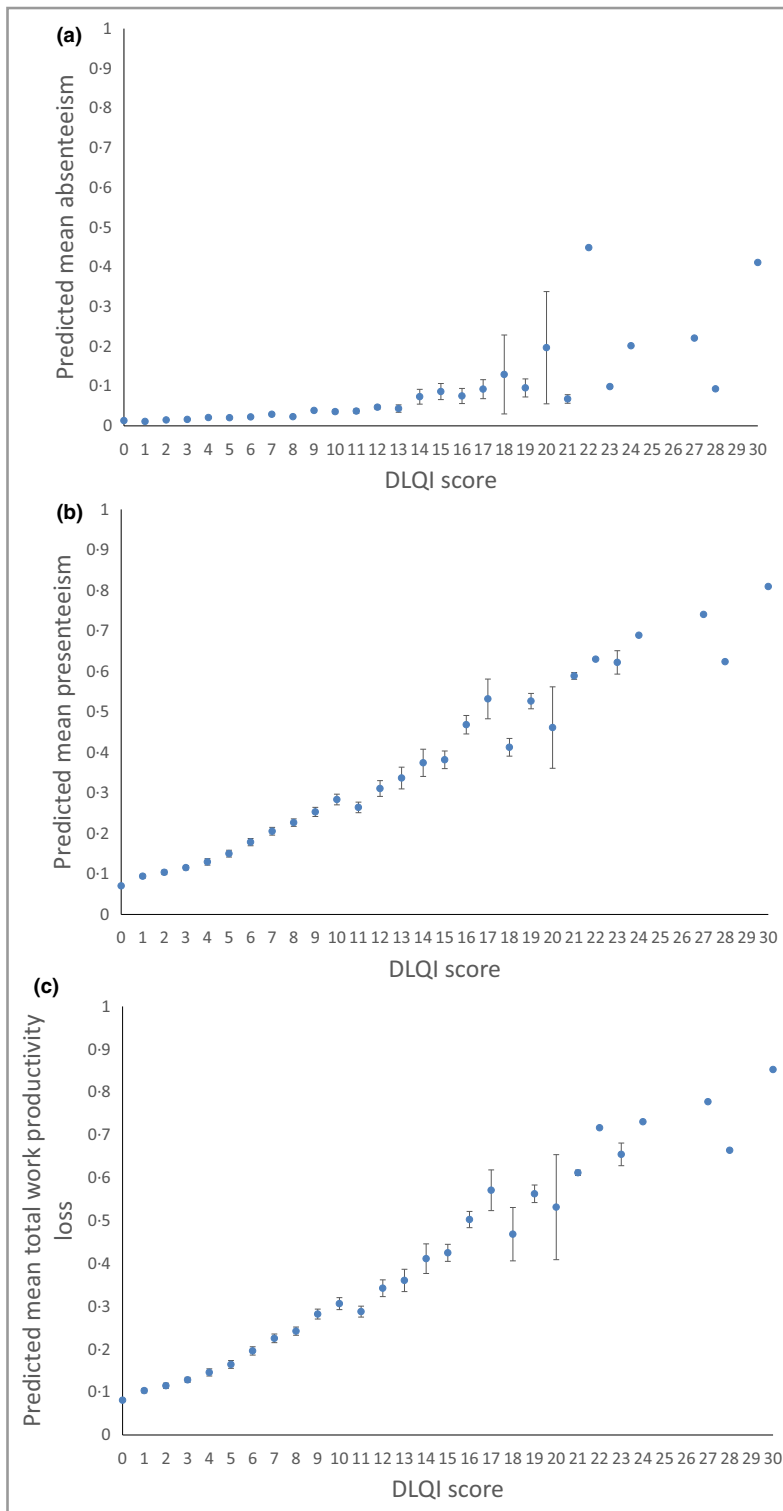 (a)
Predicted mean absenteeism
1
0·9
0·8
0·7
0·6
0·5
0·4
0·3
0·2
0·1
0
0 1 2 3 4 5 6 7 8 9 10 11 12 13 14 15 16 17 18 19 20 21 22 23 24 25 26 27 28 29 30
DLQI score
(b)
Predicted mean presenteeism
1
0·9
0·8
0·7
0·6
0·5
0·4
0·3
0·2
0·1
0
0 1 2 3 4 5 6 7 8 9 10 11 12 13 14 15 16 17 18 19 20 21 22 23 24 25 26 27 28 29 30
DLQI score
(c)
Predicted mean total work productivity
loss
1
0·9
0·8
0·7
0·6
0·5
0·4
0·3
0·2
0·1
0
0 1 2 3 4 5 6 7 8 9 10 11 12 13 14 15 16 17 18 19 20 21 22 23 24 25 26 27 28 29 30
DLQI score